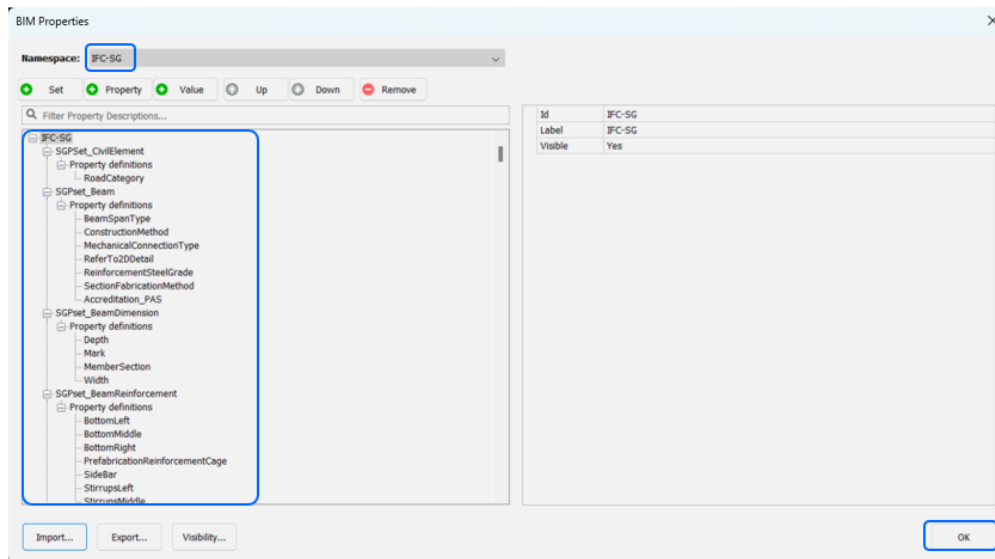 BIM Properties
Namespace: IFC-SG
Set Property Value Up Down Remove
Filter Property Descriptions...
IFC-SG
SGPSet_CivilElement
Property definitions
RoadCategory
SGPset_Beam
Property definitions
BeamSpanType
ConstructionMethod
MechanicalConnectionType
ReferTo2DDetail
ReinforcementSteelGrade
SectionFabricationMethod
Accreditation_PAS
SGPset_BeamDimension
Property definitions
Depth
Mark
MemberSection
Width
SGPset_BeamReinforcement
Property definitions
BottomLeft
BottomMiddle
BottomRight
PrefabricationReinforcementCage
SideBar
StirrupsLeft
StirrupsMiddle
Id IFC-SG
Label IFC-SG
Visible Yes
Import... Export... Visibility... OK